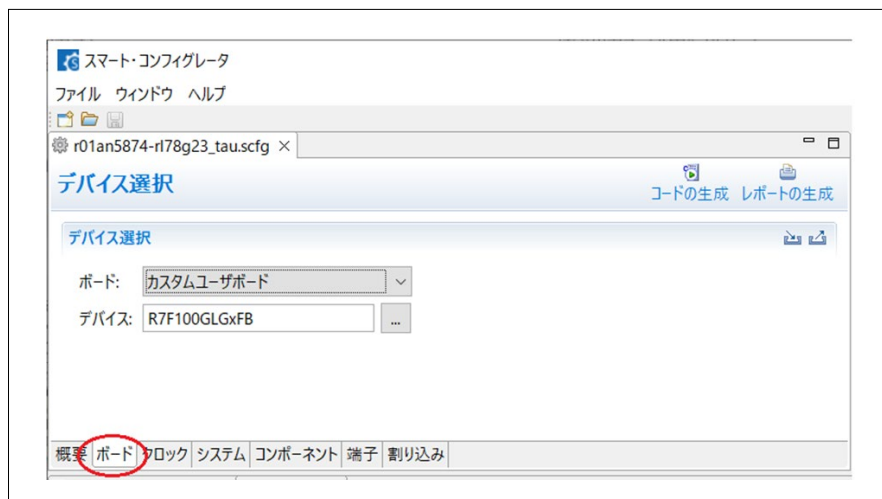 スマート・コンフィグレータ
ファイル ウィンドウ ヘルプ
r01an5874-rl78g23_tau.scfg ×
デバイス選択
コードの生成 レポートの生成
デバイス選択
ボード: カスタムユーザボード
デバイス: R7F100GLGxFB ...
概要 ボード クロック システム コンポーネント 端子 割り込み